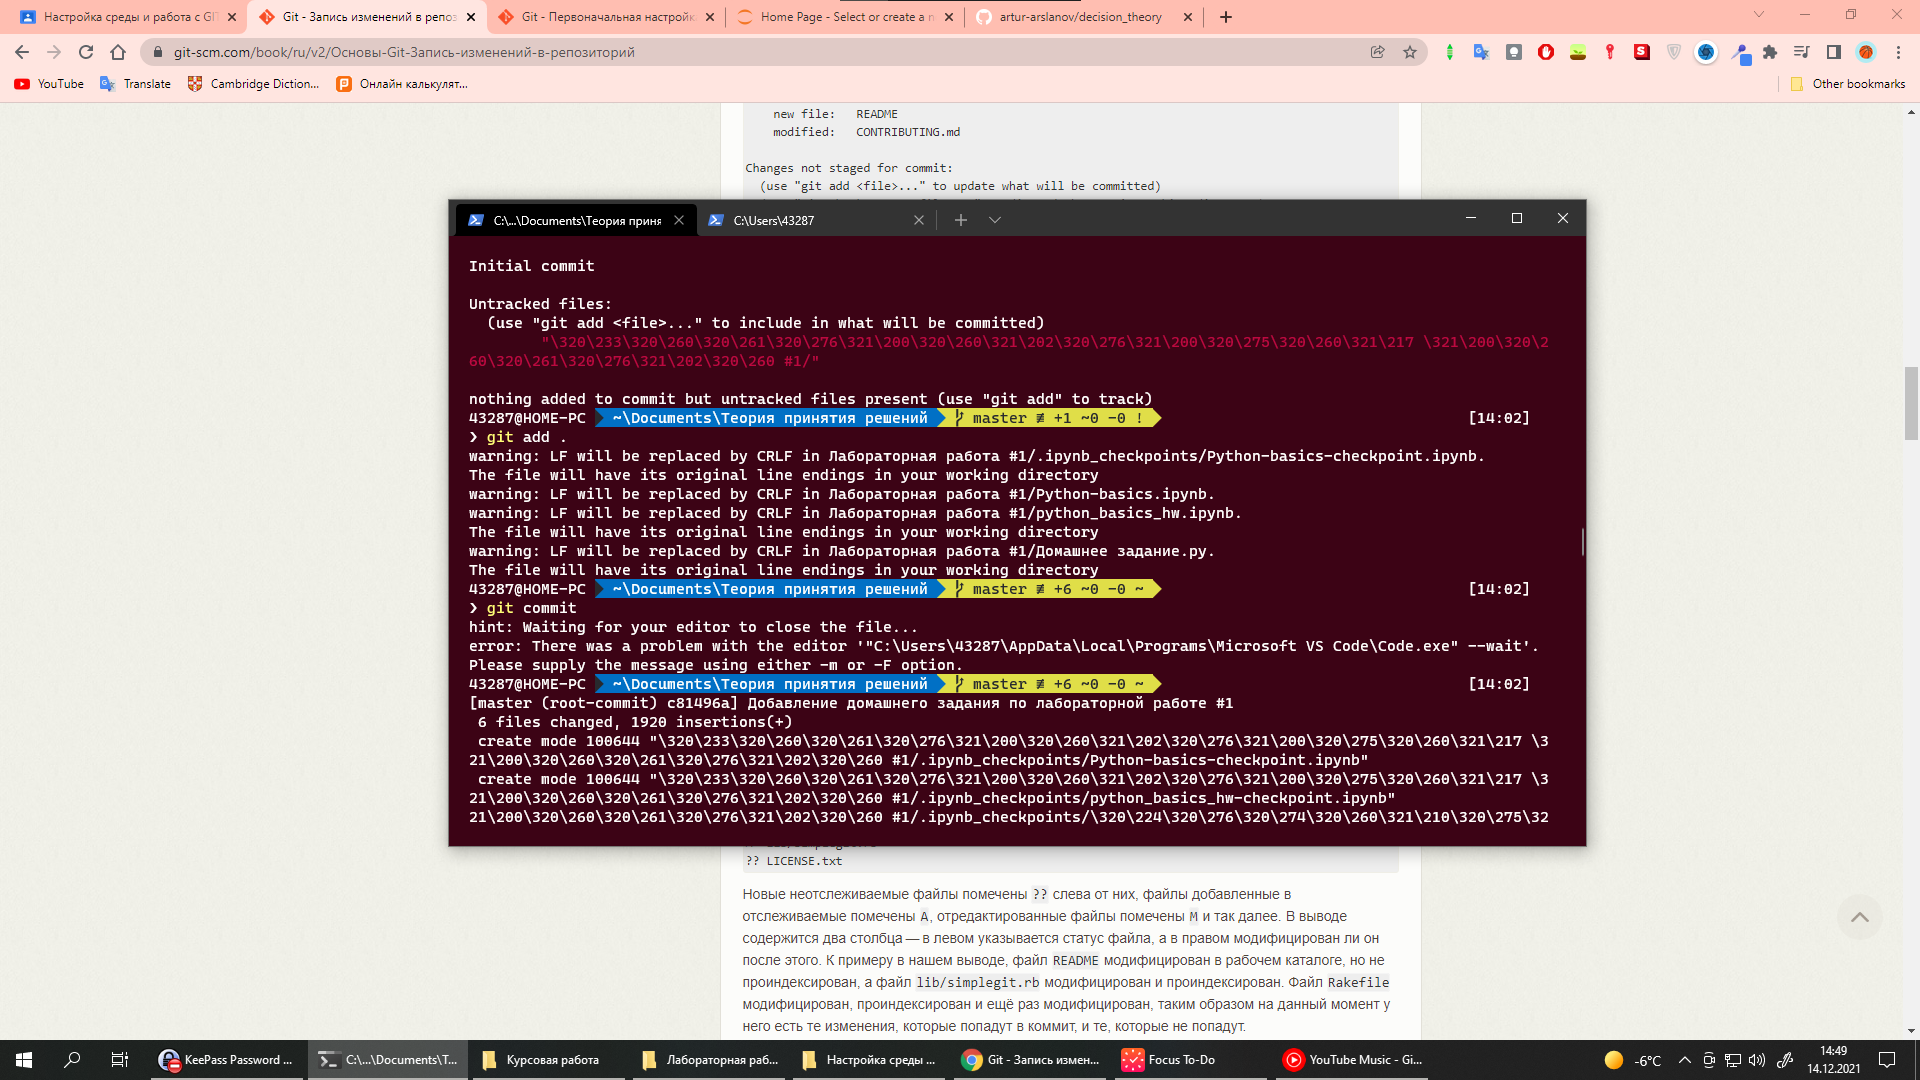 Настройка среды и работа с GI
Git - Запись изменений в репоз
Git - Первоначальная настройк
Home Page - Select or create a n
artur-arslanov/decision_theory
git-scm.com/book/ru/v2/Основы-Git-Запись-изменений-в-репозиторий
YouTube
Translate
Cambridge Diction...
Онлайн калькулят...
Other bookmarks
new file:   README
modified:   CONTRIBUTING.md
Changes not staged for commit:
(use "git add <file>..." to update what will be committed)
C:\...\Documents\Теория приня
C:\Users\43287
Initial commit
Untracked files:
(use "git add <file>..." to include in what will be committed)
"\320\233\320\260\320\261\320\276\321\200\320\260\321\202\320\276\321\200\320\275\320\260\321\217 \321\200\320\2
60\320\261\320\276\321\202\320\260 #1/"
nothing added to commit but untracked files present (use "git add" to track)
43287@HOME-PC ~\Documents\Теория принятия решений master ≢ +1 ~0 -0 ! [14:02]
❯ git add .
warning: LF will be replaced by CRLF in Лабораторная работа #1/.ipynb_checkpoints/Python-basics-checkpoint.ipynb.
The file will have its original line endings in your working directory
warning: LF will be replaced by CRLF in Лабораторная работа #1/Python-basics.ipynb.
warning: LF will be replaced by CRLF in Лабораторная работа #1/python_basics_hw.ipynb.
The file will have its original line endings in your working directory
warning: LF will be replaced by CRLF in Лабораторная работа #1/Домашнее задание.py.
The file will have its original line endings in your working directory
43287@HOME-PC ~\Documents\Теория принятия решений master ≢ +6 ~0 -0 ~ [14:02]
❯ git commit
hint: Waiting for your editor to close the file...
error: There was a problem with the editor '"C:\Users\43287\AppData\Local\Programs\Microsoft VS Code\Code.exe" --wait'.
Please supply the message using either -m or -F option.
43287@HOME-PC ~\Documents\Теория принятия решений master ≢ +6 ~0 -0 ~ [14:02]
[master (root-commit) c81496a] Добавление домашнего задания по лабораторной работе #1
6 files changed, 1920 insertions(+)
create mode 100644 "\320\233\320\260\320\261\320\276\321\200\320\260\321\202\320\276\321\200\320\275\320\260\321\217 \3
21\200\320\260\320\261\320\276\321\202\320\260 #1/.ipynb_checkpoints/Python-basics-checkpoint.ipynb"
create mode 100644 "\320\233\320\260\320\261\320\276\321\200\320\260\321\202\320\276\321\200\320\275\320\260\321\217 \3
21\200\320\260\320\261\320\276\321\202\320\260 #1/.ipynb_checkpoints/python_basics_hw-checkpoint.ipynb"
21\200\320\260\320\261\320\276\321\202\320\260 #1/.ipynb_checkpoints/\320\224\320\276\320\274\320\260\321\210\320\275\32
?? LICENSE.txt
Новые неотслеживаемые файлы помечены ?? слева от них, файлы добавленные в
отслеживаемые помечены A, отредактированные файлы помечены M и так далее. В выводе
содержится два столбца — в левом указывается статус файла, а в правом модифицирован ли он
после этого. К примеру в нашем выводе, файл README модифицирован в рабочем каталоге, но не
проиндексирован, а файл lib/simplegit.rb модифицирован и проиндексирован. Файл Rakefile
модифицирован, проиндексирован и ещё раз модифицирован, таким образом на данный момент у
него есть те изменения, которые попадут в коммит, и те, которые не попадут.
KeePass Password ...
C:\...\Documents\T...
Курсовая работа
Лабораторная раб...
Настройка среды ...
Git - Запись измен...
Focus To-Do
YouTube Music - Gi...
-6°C
14:49
14.12.2021